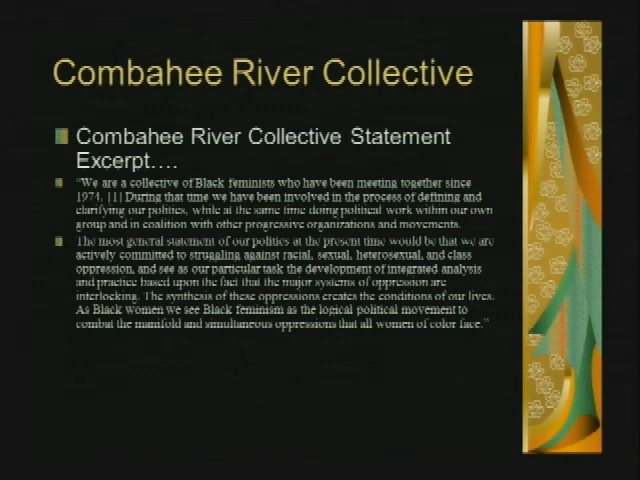 Combahee River Collective
Combahee River Collective Statement
Excerpt….
“We are a collective of Black feminists who have been meeting together since
1974. [1] During that time we have been involved in the process of defining and
clarifying our politics, while at the same time doing political work within our own
group and in coalition with other progressive organizations and movements.
The most general statement of our politics at the present time would be that we are
actively committed to struggling against racial, sexual, heterosexual, and class
oppression, and see as our particular task the development of integrated analysis
and practice based upon the fact that the major systems of oppression are
interlocking. The synthesis of these oppressions creates the conditions of our lives.
As Black women we see Black feminism as the logical political movement to
combat the manifold and simultaneous oppressions that all women of color face.”